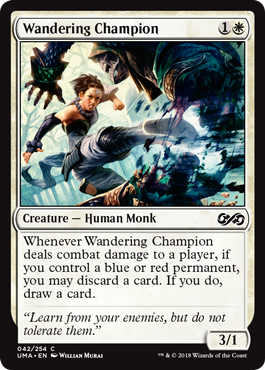 Wandering Champion 1
Creature — Human Monk
Whenever Wandering Champion
deals combat damage to a player, if
you control a blue or red permanent,
you may discard a card. If you do,
draw a card.
“Learn from your enemies, but do not
tolerate them.”
3/1
042/254 C
UMA • EN WILLIAN MURAI
™ & © 2018 Wizards of the Coast